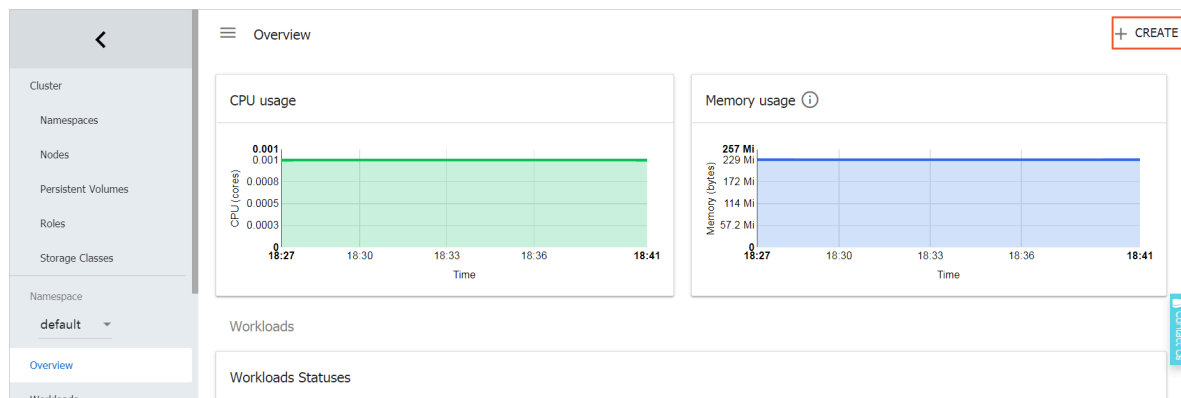 Overview
+ CREATE
Cluster
Namespaces
Nodes
Persistent Volumes
Roles
Storage Classes
Namespace
default
Overview
Workloads
CPU usage
0.001
0.001
0.0008
0.0005
0.0003
0
CPU (cores)
18:27 18:30 18:33 18:36 18:41
Time
Memory usage
257 Mi
229 Mi
172 Mi
114 Mi
57.2 Mi
0
Memory (bytes)
18:27 18:30 18:33 18:36 18:41
Time
Workloads
Workloads Statuses
Contact Us